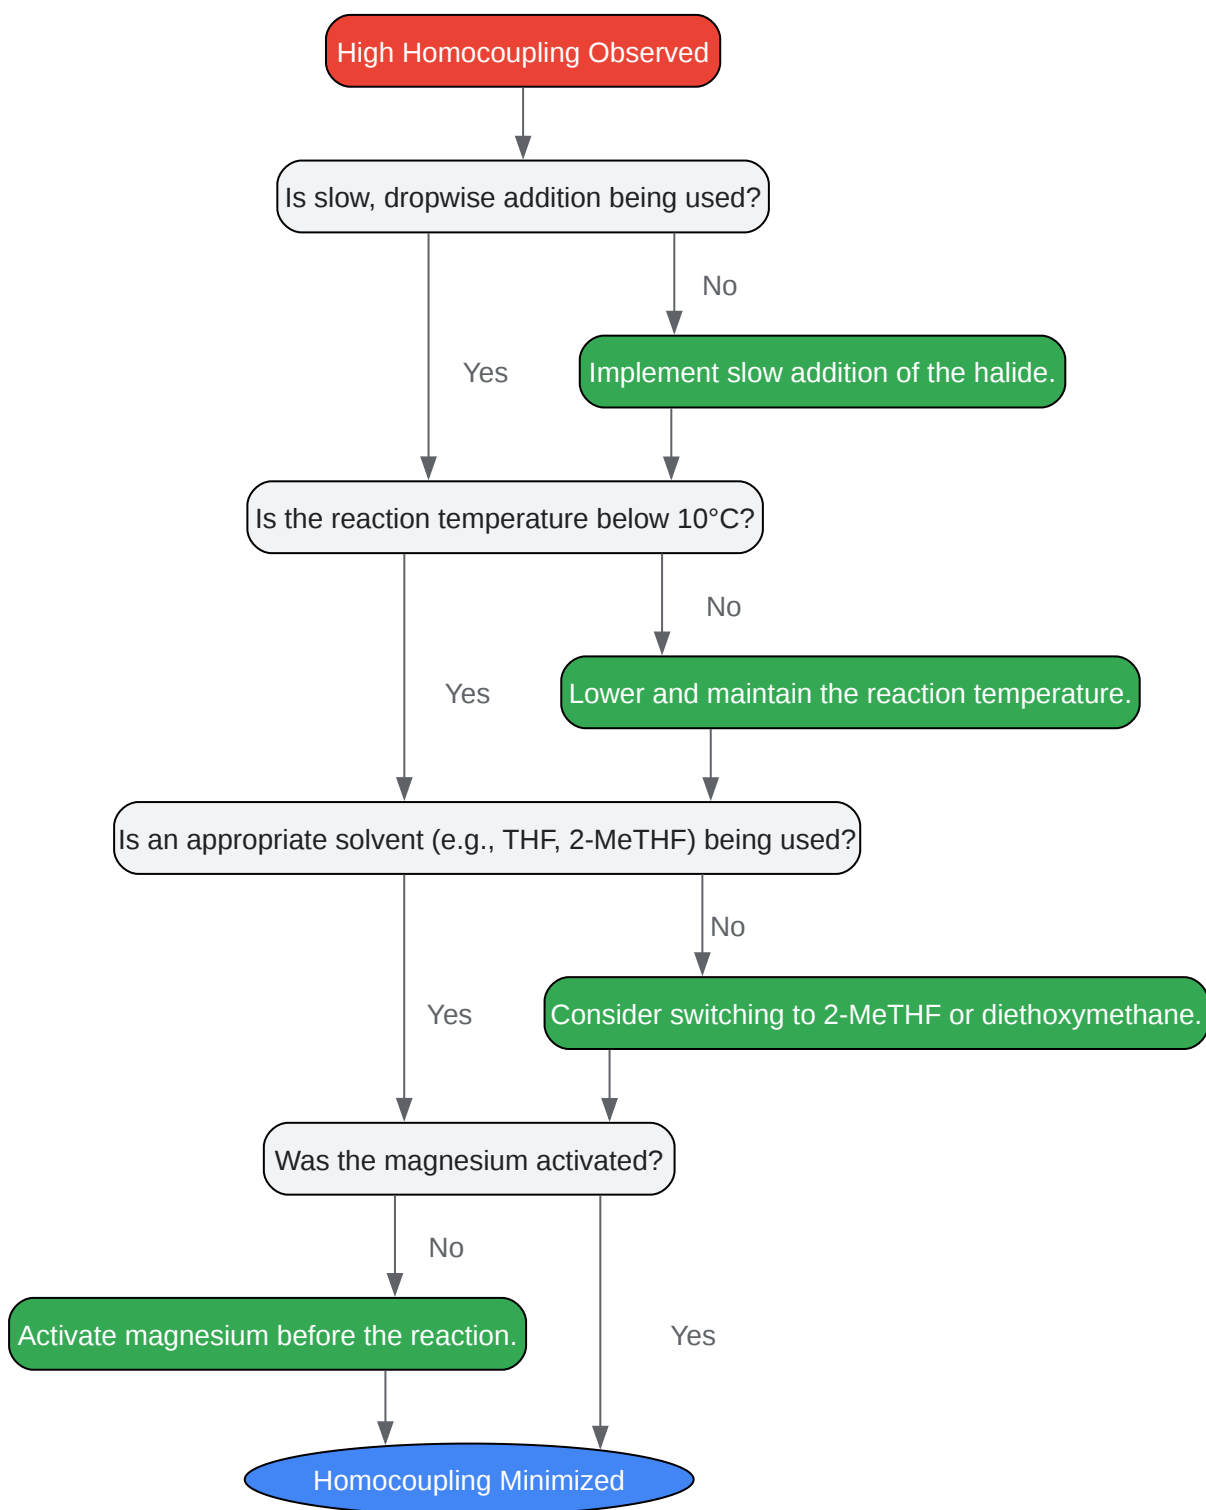 High Homocoupling Observed
Is slow, dropwise addition being used?
No
Yes
Implement slow addition of the halide.
Is the reaction temperature below 10°C?
No
Yes
Lower and maintain the reaction temperature.
Is an appropriate solvent (e.g., THF, 2-MeTHF) being used?
No
Yes
Consider switching to 2-MeTHF or diethoxymethane.
Was the magnesium activated?
No
Activate magnesium before the reaction.
Yes
Homocoupling Minimized